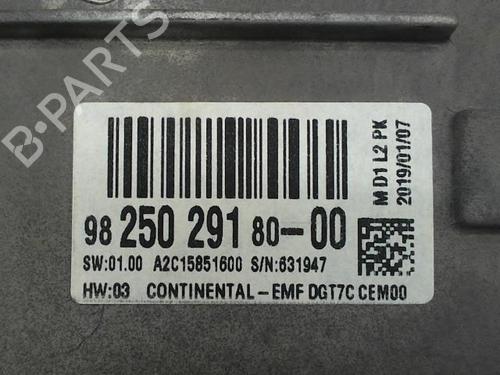 B-PARTS
98 250 291 80-00
SW:01.00 A2C15851600 S/N:631947
HW:03 CONTINENTAL-EMF DGT7C CEM00
M D1 L2 PK
2019/01/07